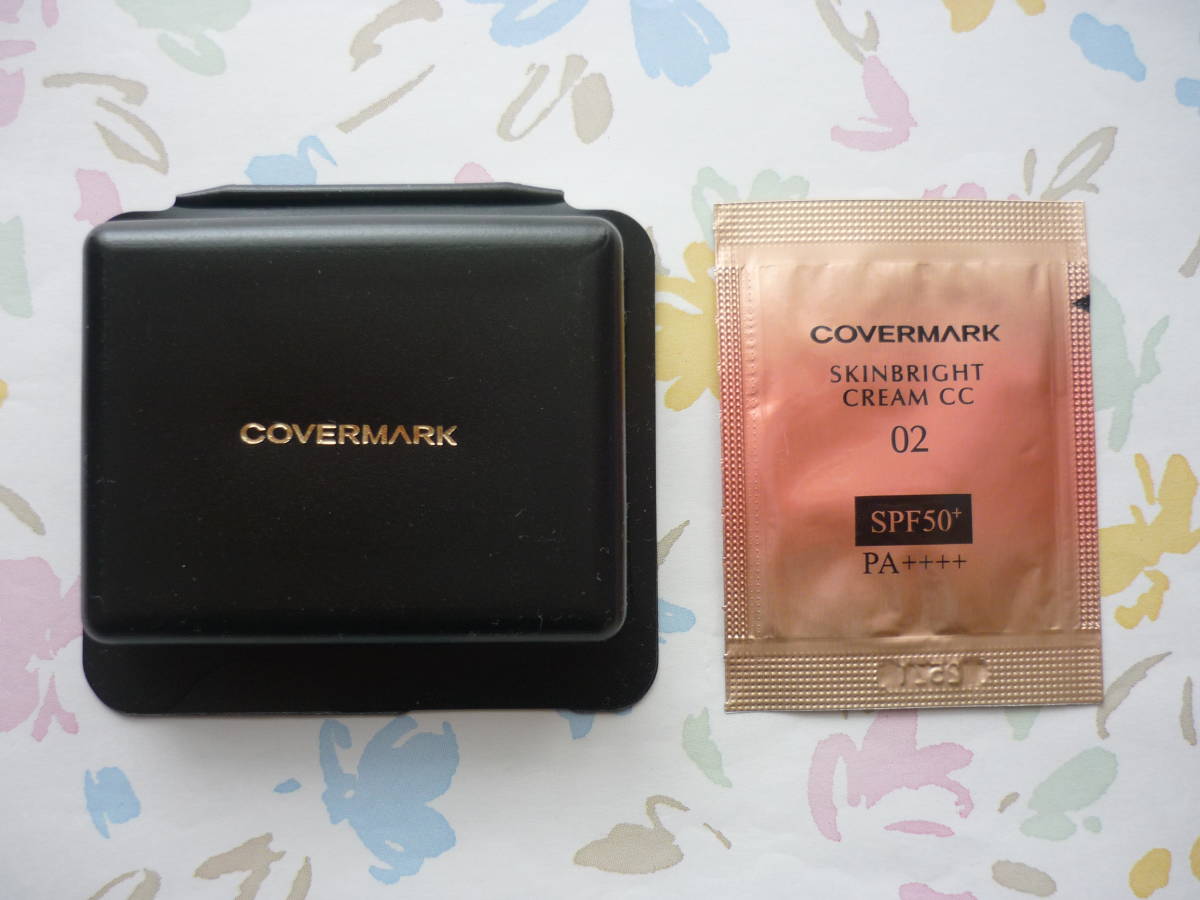 COVERMARK
COVERMARK
SKINBRIGHT
CREAM CC
02
SPF50+
PA++++